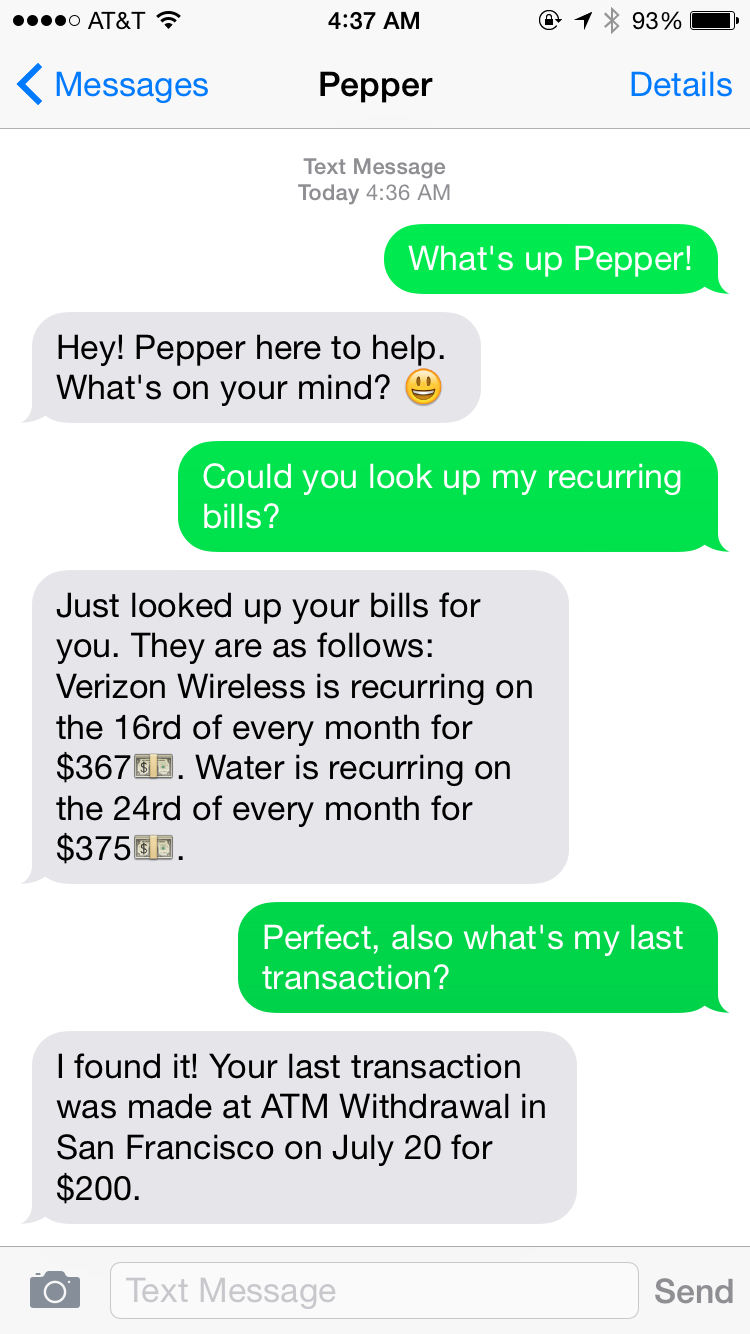 AT&T 4:37 AM 93%
Messages Pepper Details
Text Message
Today 4:36 AM
What's up Pepper!
Hey! Pepper here to help.
What's on your mind? 😃
Could you look up my recurring
bills?
Just looked up your bills for
you. They are as follows:
Verizon Wireless is recurring on
the 16rd of every month for
$367💵. Water is recurring on
the 24rd of every month for
$375💵.
Perfect, also what's my last
transaction?
I found it! Your last transaction
was made at ATM Withdrawal in
San Francisco on July 20 for
$200.
Text Message Send